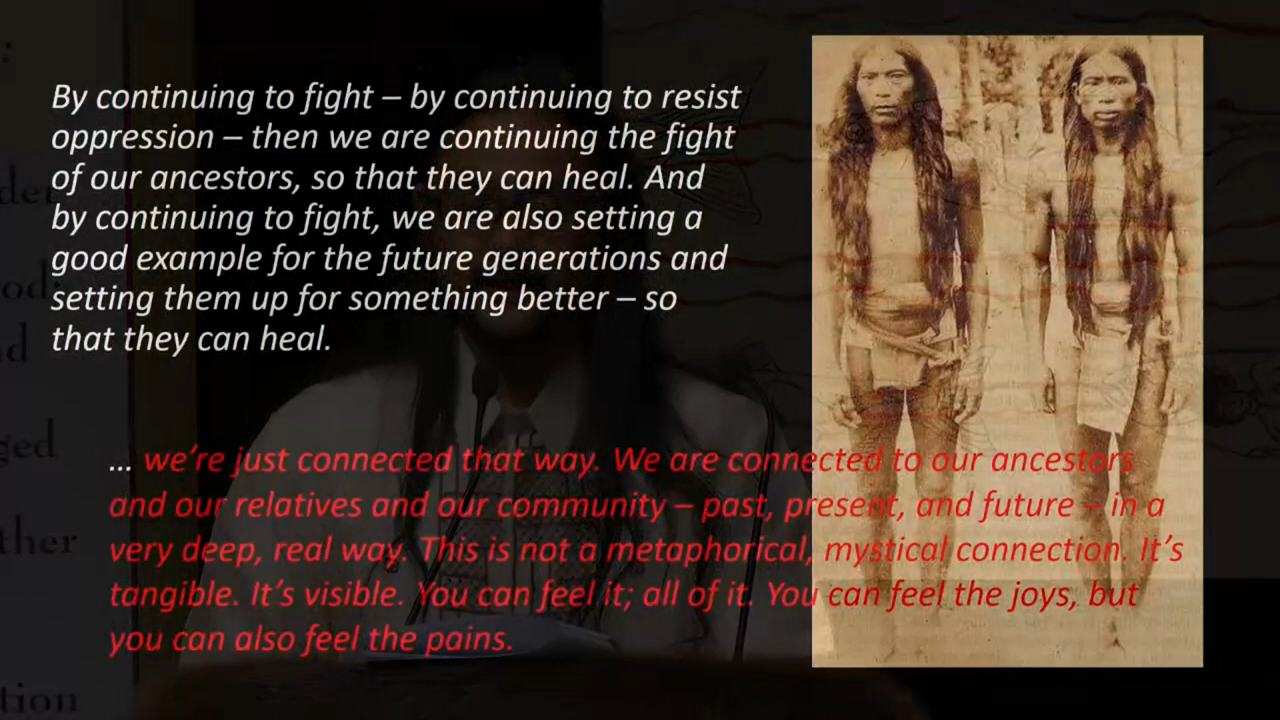 By continuing to fight – by continuing to resist
oppression – then we are continuing the fight
of our ancestors, so that they can heal. And
by continuing to fight, we are also setting a
good example for the future generations and
setting them up for something better – so
that they can heal.
... we’re just connected that way. We are connected to our ancestors
and our relatives and our community – past, present, and future – in a
very deep, real way. This is not a metaphorical, mystical connection. It’s
tangible. It’s visible. You can feel it; all of it. You can feel the joys, but
you can also feel the pains.